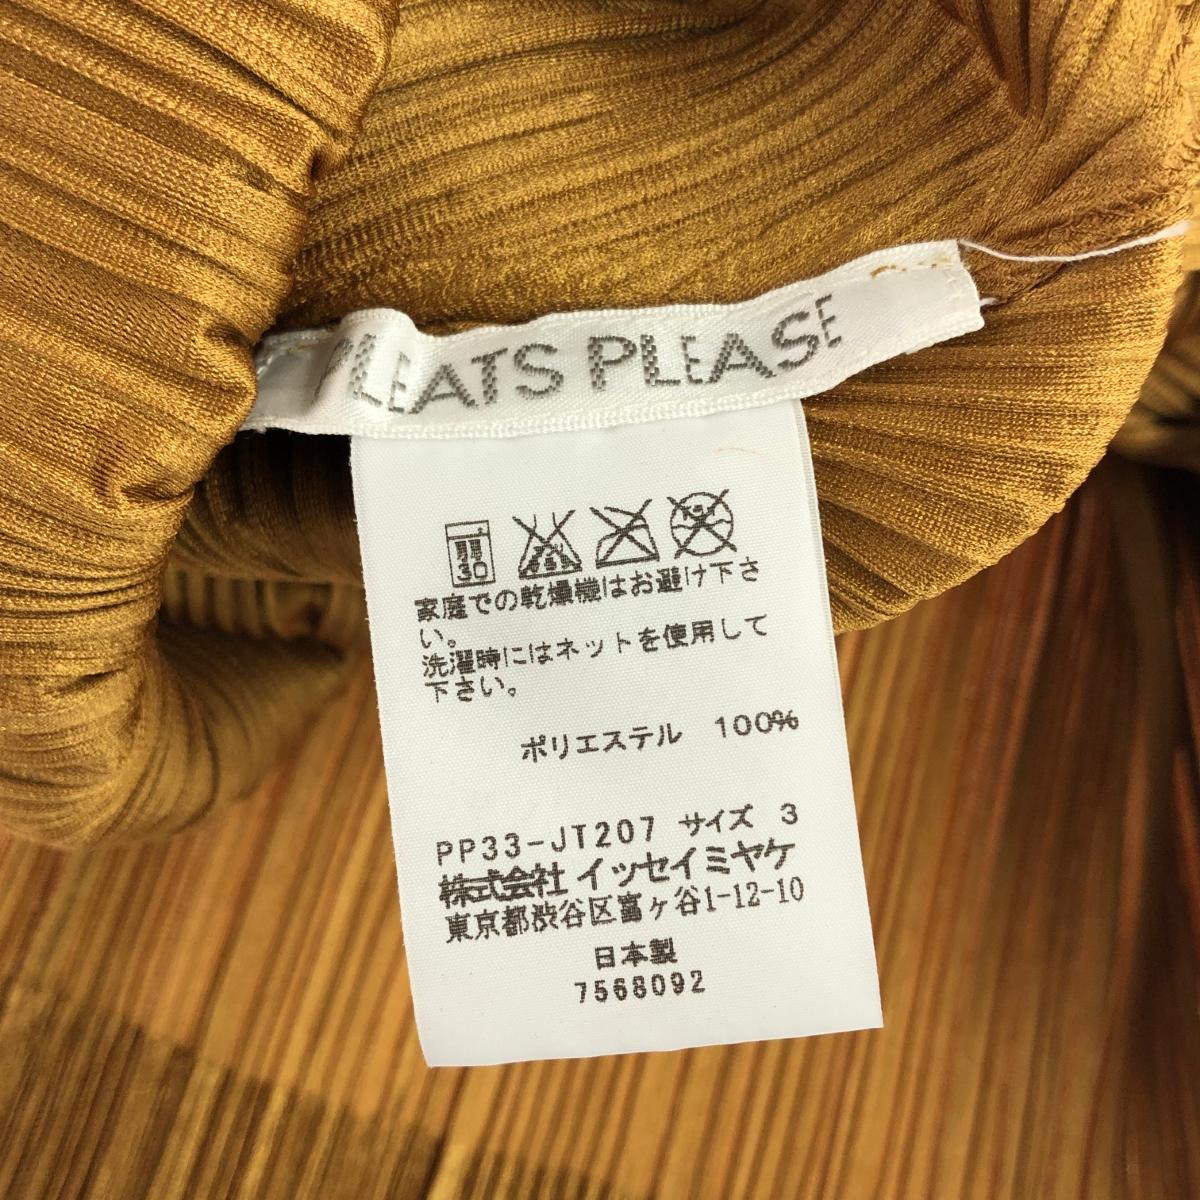 PLEATS PLEASE
30
家庭での乾燥機はお避け下さ
い。
洗濯時にはネットを使用して
下さい。
ポリエステル 100%
PP33-JT207 サイズ 3
株式会社 イッセイミヤケ
東京都渋谷区富ヶ谷1-12-10
日本製
7568092